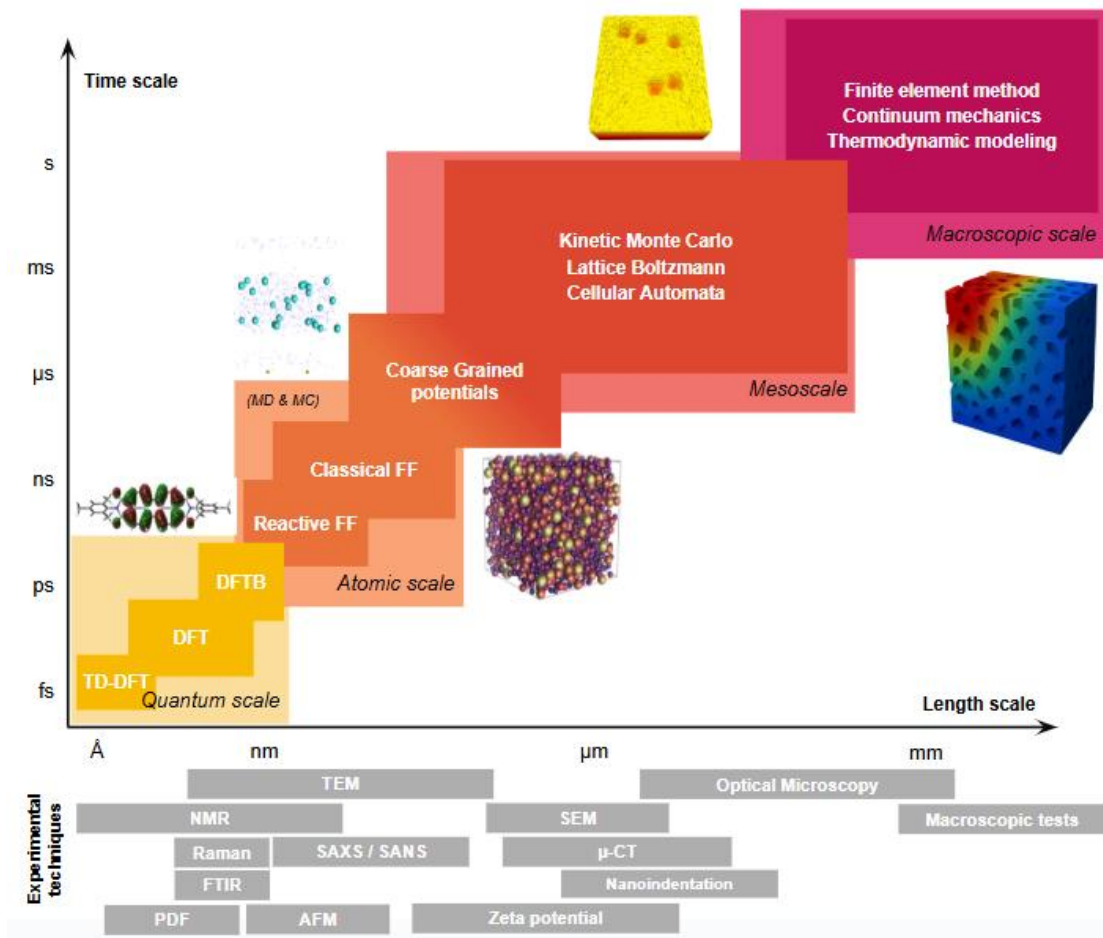 Time scale
Finite element method
Continuum mechanics
Thermodynamic modeling
s
Macroscopic scale
Kinetic Monte Carlo
Lattice Boltzmann
Cellular Automata
ms
µs
Coarse Grained
potentials
Mesoscale
(MD & MC)
Classical FF
ns
Reactive FF
DFTB
Atomic scale
ps
DFT
TD-DFT
fs
Quantum scale
Length scale
Å nm µm mm
Experimental
techniques
TEM Optical Microscopy
NMR SEM Macroscopic tests
Raman SAXS / SANS µ-CT
FTIR Nanoindentation
PDF AFM Zeta potential